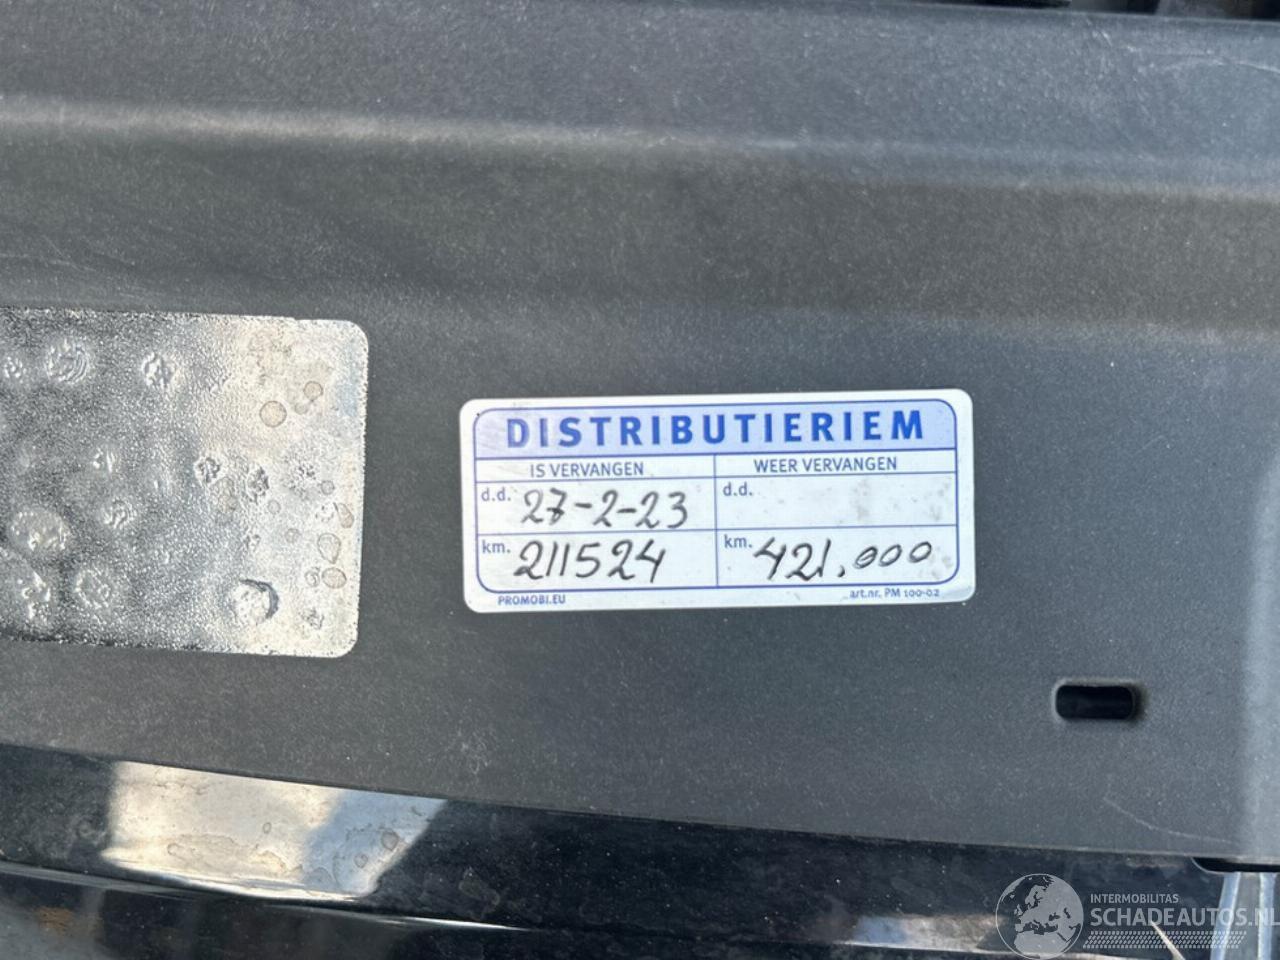 DISTRIBUTIERIEM
IS VERVANGEN
WEER VERVANGEN
d.d. 27-2-23
d.d.
km. 211524
km. 421.000
PROMOBI.EU
art.nr. PM 100-02
INTERMOBILITAS
SCHADEAUTOS.NL